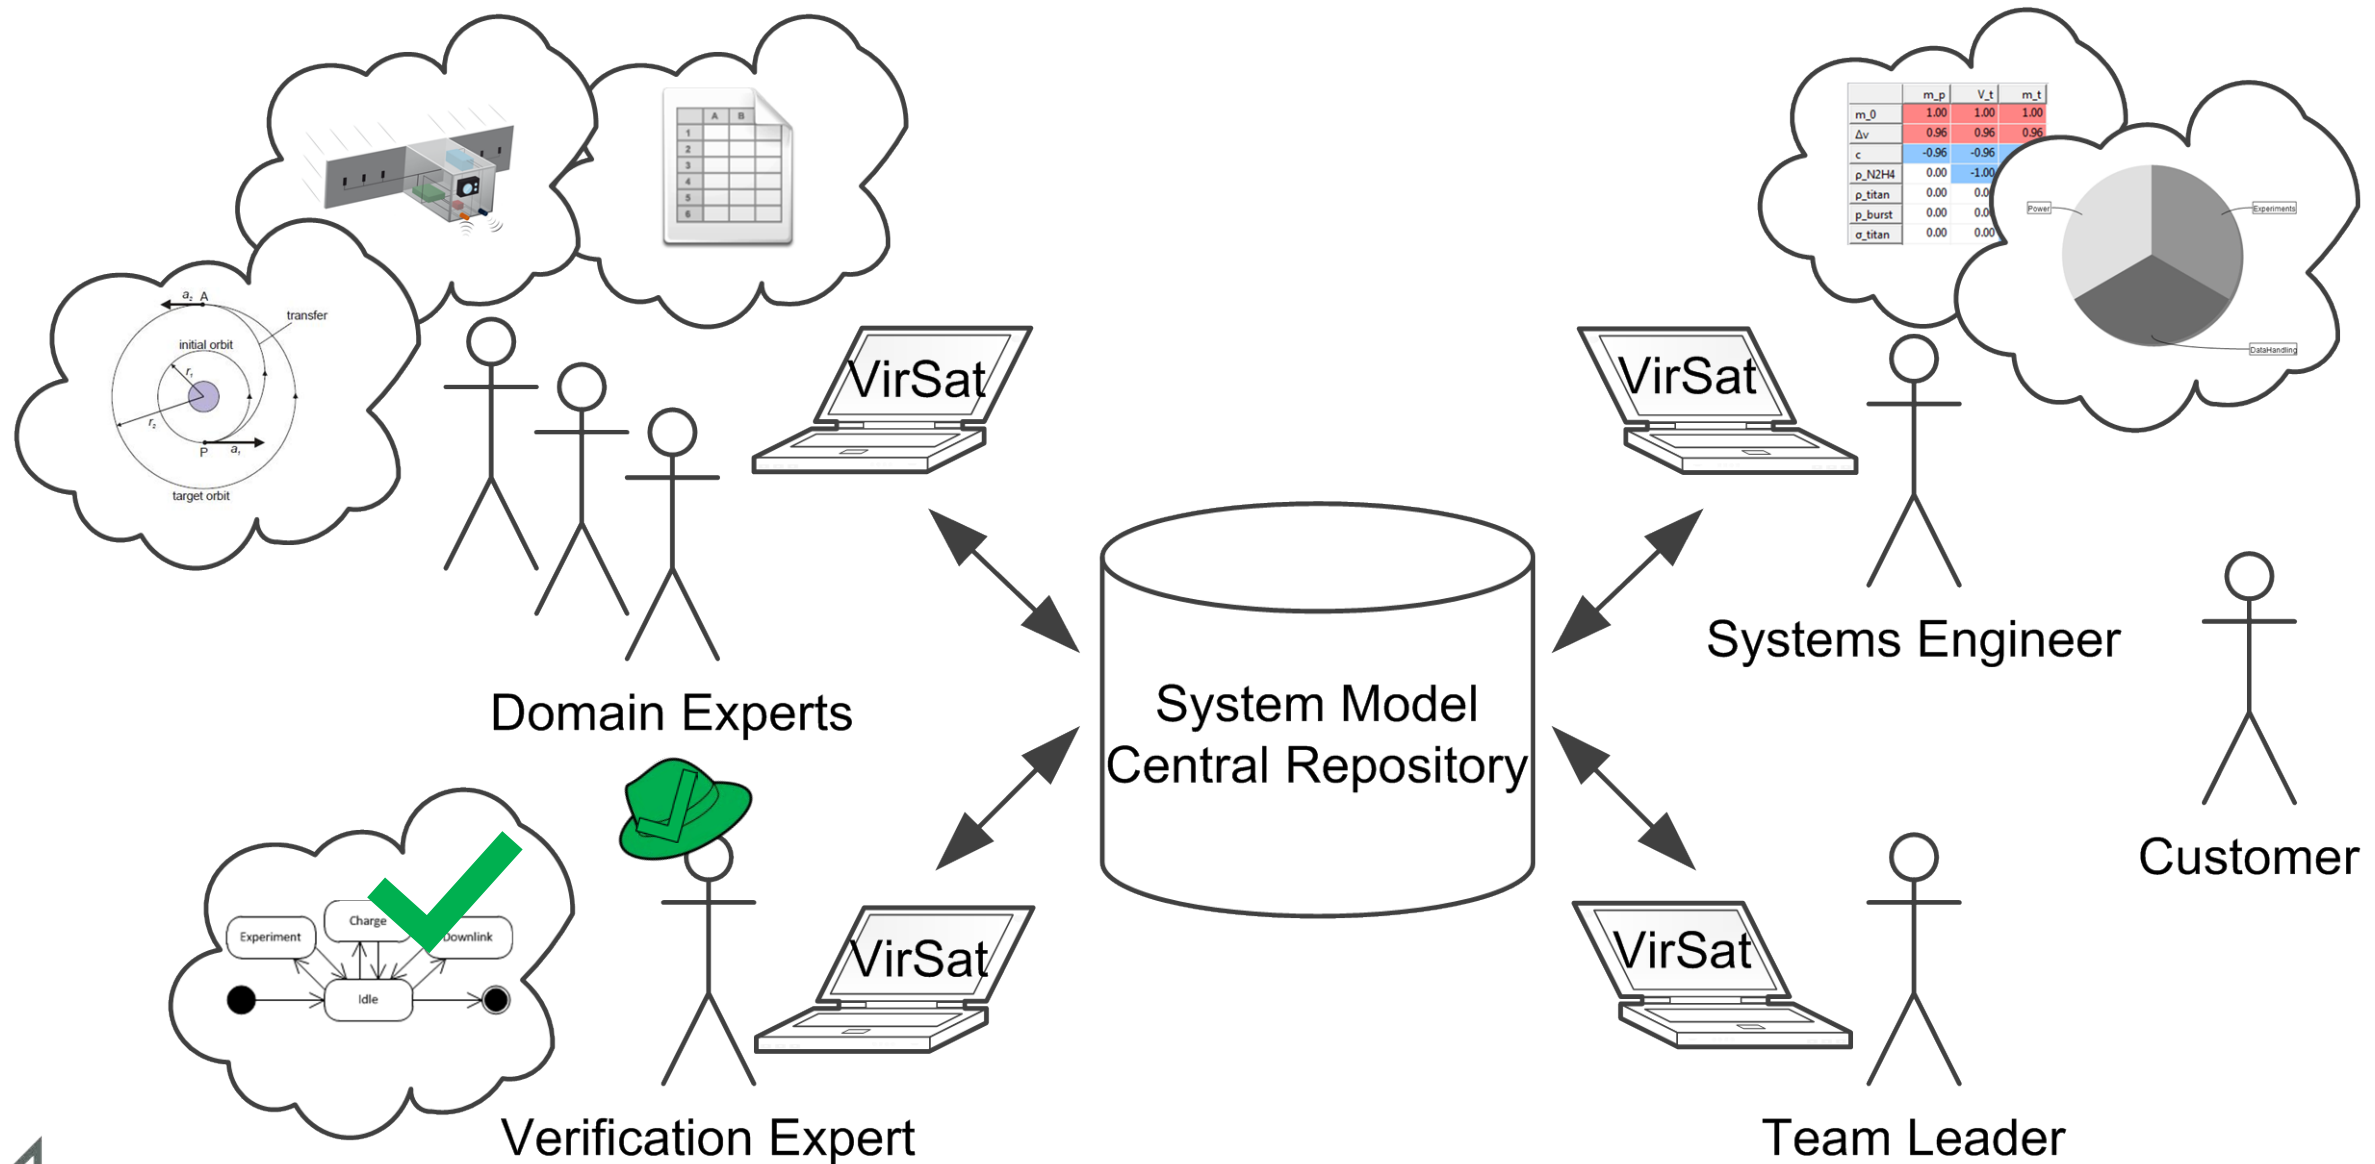 A B
1
2
3
4
5
6
m_p V_t m_t
m_0 1.00 1.00 1.00
Δv 0.96 0.96 0.96
c -0.96 -0.96
ρ_N2H4 0.00 -1.00
ρ_titan 0.00 0.0
p_burst 0.00 0.0
σ_titan 0.00 0.00
Power
Experiments
DataHandling
a₂ A
transfer
initial orbit
r₁
r₂
P a₁
target orbit
VirSat
VirSat
Domain Experts
Systems Engineer
System Model
Central Repository
Customer
Charge
Experiment
Downlink
Idle
VirSat
VirSat
Verification Expert
Team Leader